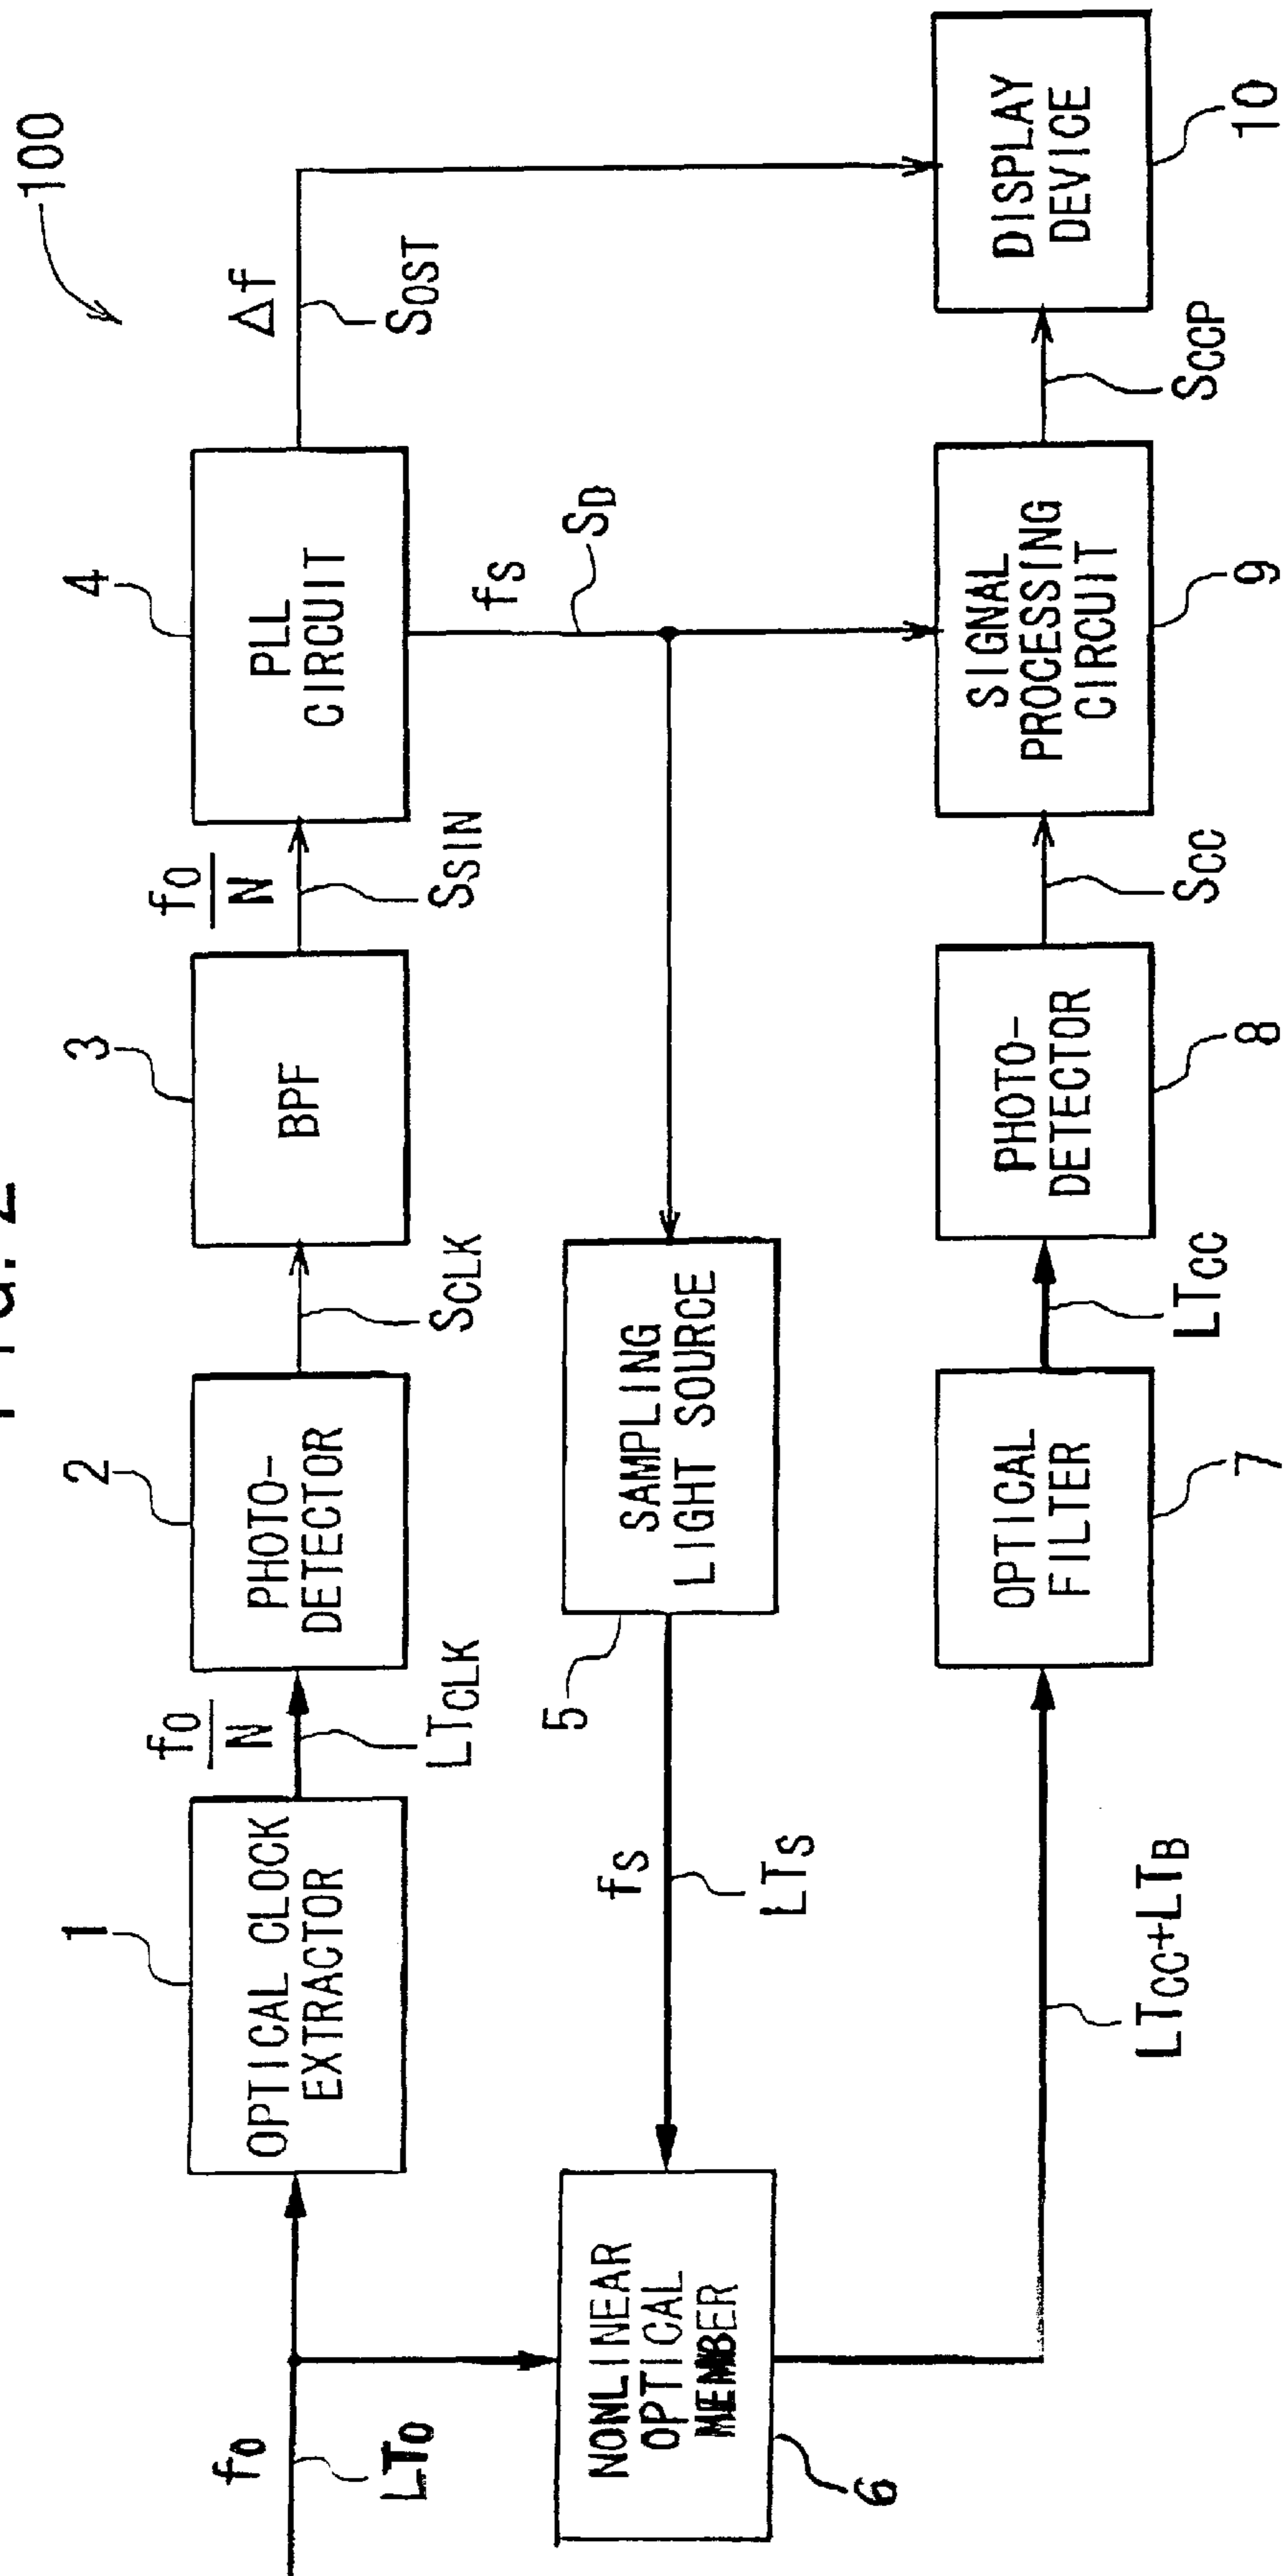 FIG. 2
100
1
OPTICAL CLOCK
EXTRACTOR
2
PHOTO-
DETECTOR
3
BPF
4
PLL
CIRCUIT
f0
LT0
f0
N
LTCLK
SCLK
f0
N
SSIN
Δf
SOST
fS
SD
5
SAMPLING
LIGHT SOURCE
fS
LTS
NONLINEAR
OPTICAL
MEMBER
6
LTCC+LTB
OPTICAL
FILTER
7
LTCC
PHOTO-
DETECTOR
8
SCC
SIGNAL
PROCESSING
CIRCUIT
9
SCCP
DISPLAY
DEVICE
10